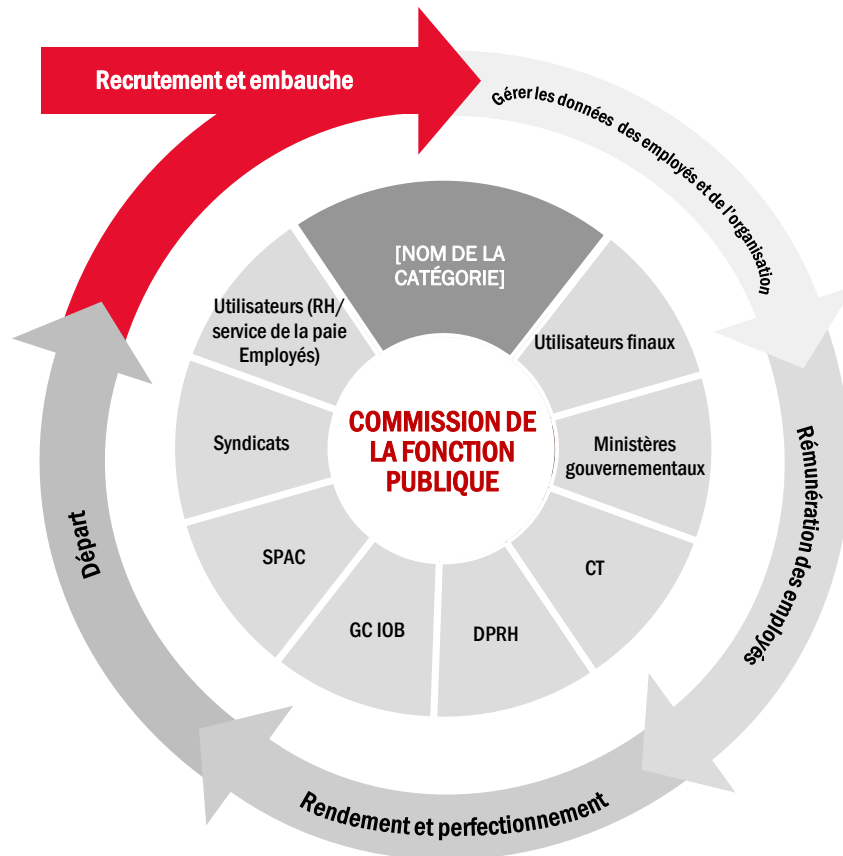 Recrutement et embauche
Gérer les données des employés et de l'organisation
[NOM DE LA
CATÉGORIE]
Utilisateurs (RH/
service de la paie
Employés)
Utilisateurs finaux
COMMISSION DE
LA FONCTION
PUBLIQUE
Syndicats
Ministères
gouvernementaux
Rémunération des employés
Départ
SPAC
CT
GC IOB
DPRH
Rendement et perfectionnement